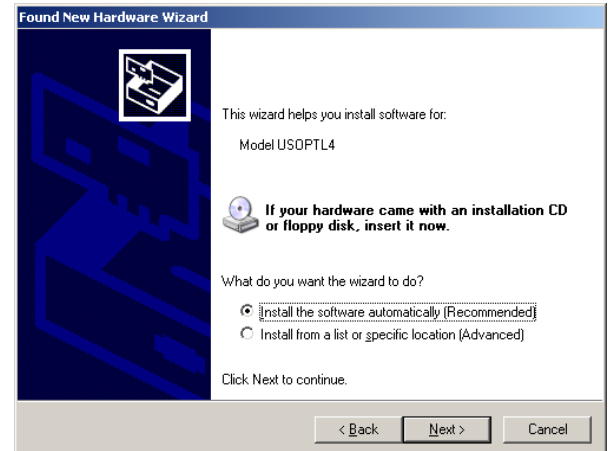 Found New Hardware Wizard
This wizard helps you install software for:
Model USOPTL4
If your hardware came with an installation CD
or floppy disk, insert it now.
What do you want the wizard to do?
Install the software automatically (Recommended)
Install from a list or specific location (Advanced)
Click Next to continue.
< Back Next > Cancel